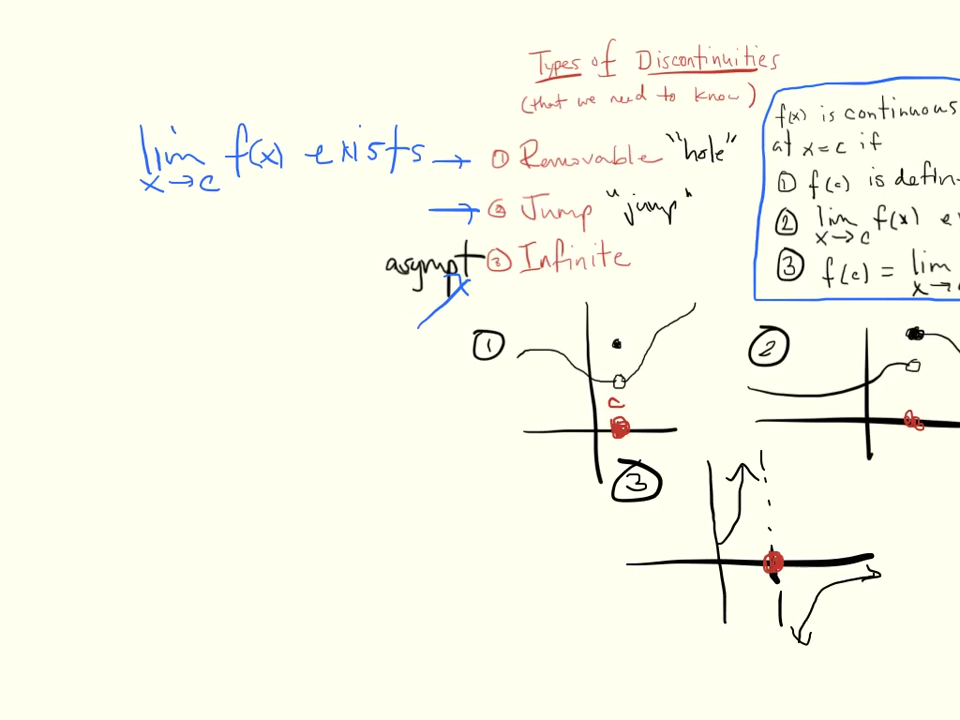 Types of Discontinuities
(that we need to know)
lim f(x) exists → ① Removable "hole"
x→c
→ ② Jump "jump"
asympt ③ Infinite
f(x) is continuous
at x=c if
① f(c) is defin
② lim f(x) e
x→c
③ f(c) = lim
x→
①
c
②
③